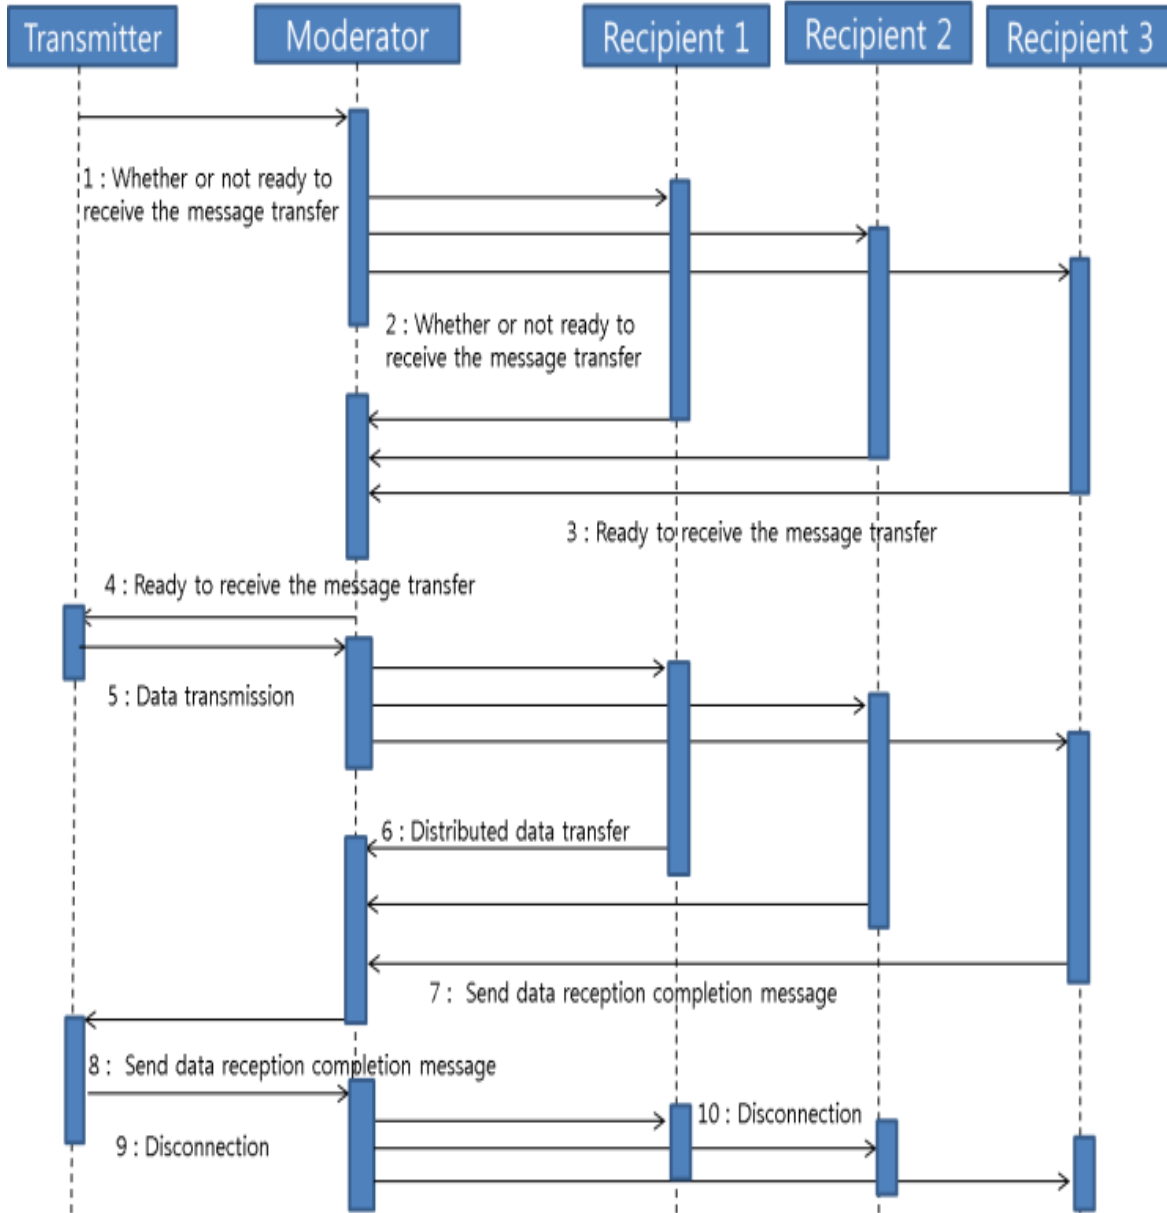 Transmitter
Moderator
Recipient 1
Recipient 2
Recipient 3
1 : Whether or not ready to
receive the message transfer
2 : Whether or not ready to
receive the message transfer
3 : Ready to receive the message transfer
4 : Ready to receive the message transfer
5 : Data transmission
6 : Distributed data transfer
7 : Send data reception completion message
8 : Send data reception completion message
9 : Disconnection
10 : Disconnection